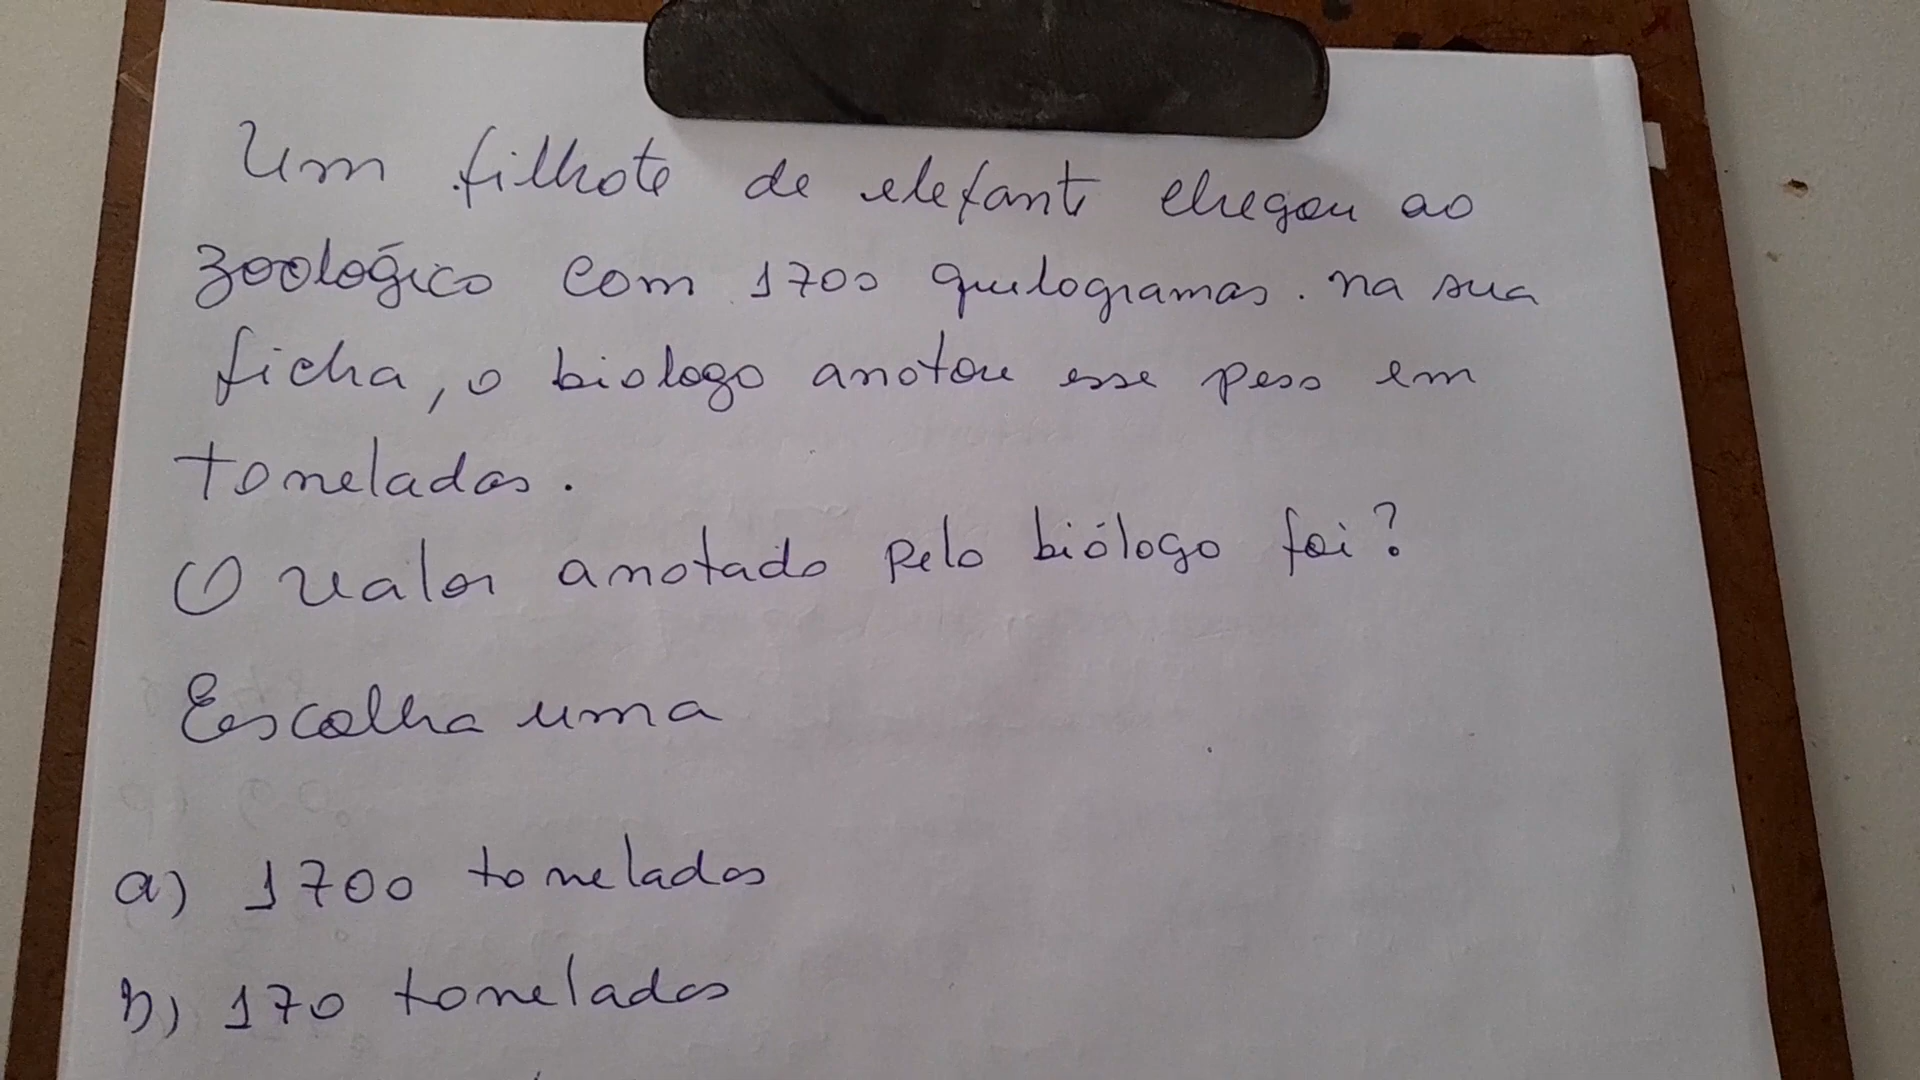 Um filhote de elefante chegou ao
zoológico com 1700 quilogramas. na sua
ficha, o biologo anotou esse peso em
toneladas.
O valor anotado pelo biólogo foi?
Escolha uma
a) 1700 toneladas
b) 170 toneladas